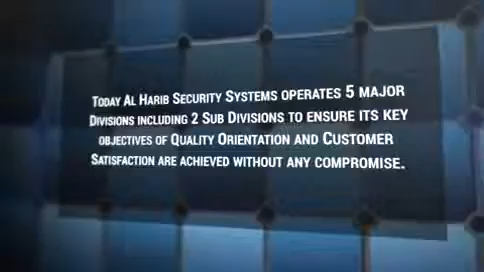 Today Al Harib Security Systems operates 5 major
Divisions including 2 Sub Divisions to ensure its key
objectives of Quality Orientation and Customer
Satisfaction are achieved without any compromise.